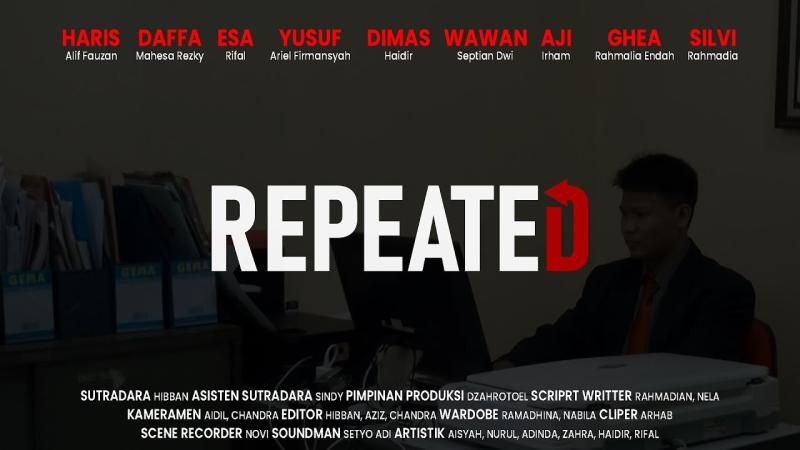 HARIS DAFFA ESA YUSUF DIMAS WAWAN AJI GHEA SILVI
Alif Fauzan Mahesa Rezky Rifal Ariel Firmansyah Haidir Septian Dwi Irham Rahmalia Endah Rahmadia
REPEATED
GEMA GEMA GEMA
SUTRADARA HIBBAN ASISTEN SUTRADARA SINDY PIMPINAN PRODUKSI DZAHROTOEL SCRIPRT WRITTER RAHMADIAN, NELA
KAMERAMEN AIDIL, CHANDRA EDITOR HIBBAN, AZIZ, CHANDRA WARDOBE RAMADHINA, NABILA CLIPER ARHAB
SCENE RECORDER NOVI SOUNDMAN SETYO ADI ARTISTIK AISYAH, NURUL, ADINDA, ZAHRA, HAIDIR, RIFAL